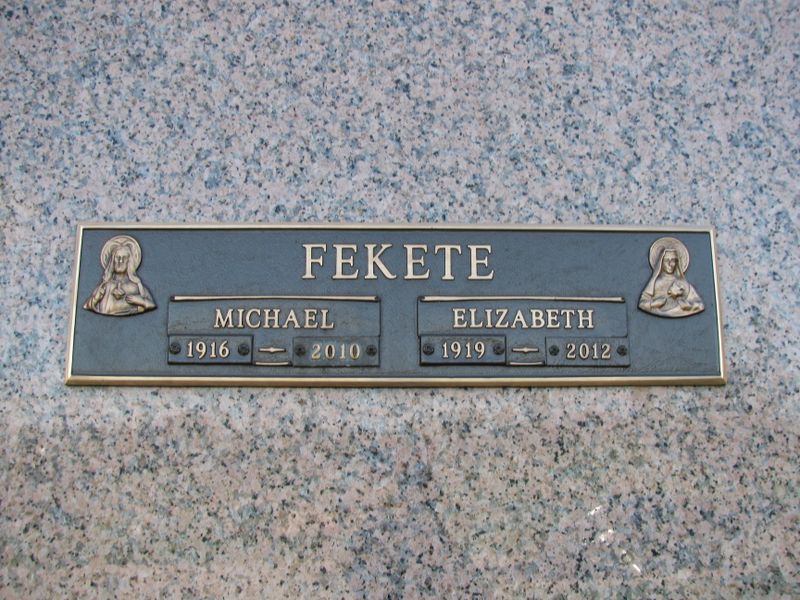 FEKETE
MICHAEL ELIZABETH
1916 – 2010 1919 – 2012